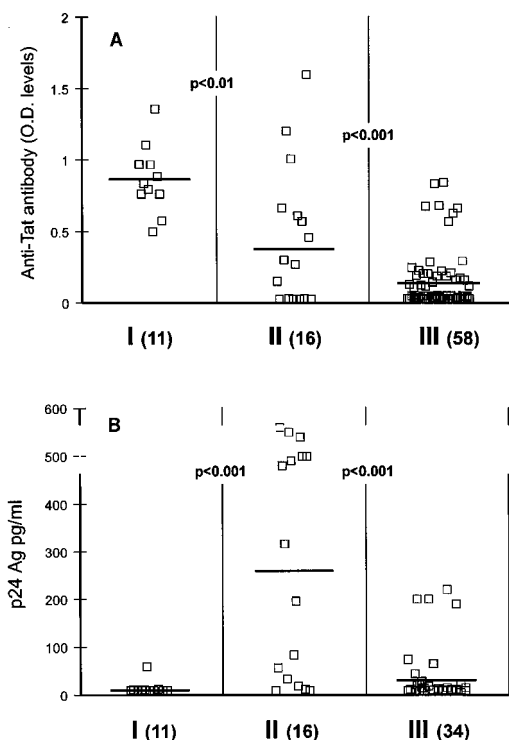 A
Anti-Tat antibody (O.D. levels)
2
1.5
1
0.5
0
p<0.01
p<0.001
I (11)
II (16)
III (58)
B
p24 Ag pg/ml
600
500
400
300
200
100
0
p<0.001
p<0.001
I (11)
II (16)
III (34)